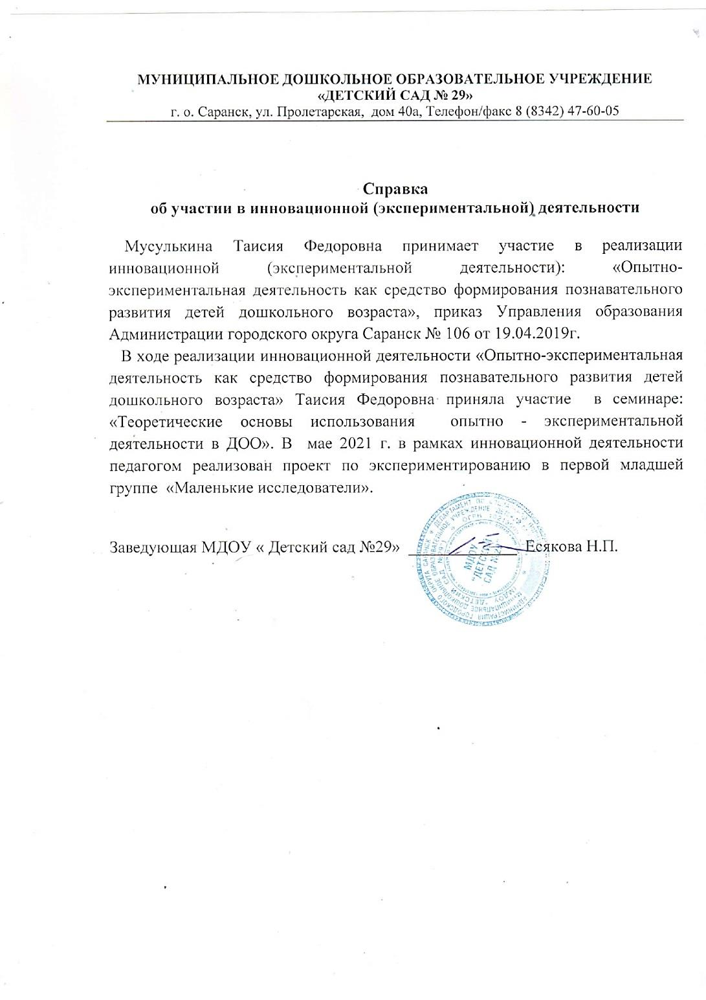 МУНИЦИПАЛЬНОЕ ДОШКОЛЬНОЕ ОБРАЗОВАТЕЛЬНОЕ УЧРЕЖДЕНИЕ
«ДЕТСКИЙ САД № 29»
г. о. Саранск, ул. Пролетарская, дом 40а, Телефон/факс 8 (8342) 47-60-05
Справка
об участии в инновационной (экспериментальной) деятельности
Мусулькина Таисия Федоровна принимает участие в реализации
инновационной (экспериментальной деятельности): «Опытно-
экспериментальная деятельность как средство формирования познавательного
развития детей дошкольного возраста», приказ Управления образования
Администрации городского округа Саранск № 106 от 19.04.2019г.
В ходе реализации инновационной деятельности «Опытно-экспериментальная
деятельность как средство формирования познавательного развития детей
дошкольного возраста» Таисия Федоровна приняла участие в семинаре:
«Теоретические основы использования опытно - экспериментальной
деятельности в ДОО». В мае 2021 г. в рамках инновационной деятельности
педагогом реализован проект по экспериментированию в первой младшей
группе «Маленькие исследователи».
Заведующая МДОУ « Детский сад №29» Есякова Н.П.
МДОУ
"ДЕТСКИЙ
САД №29"